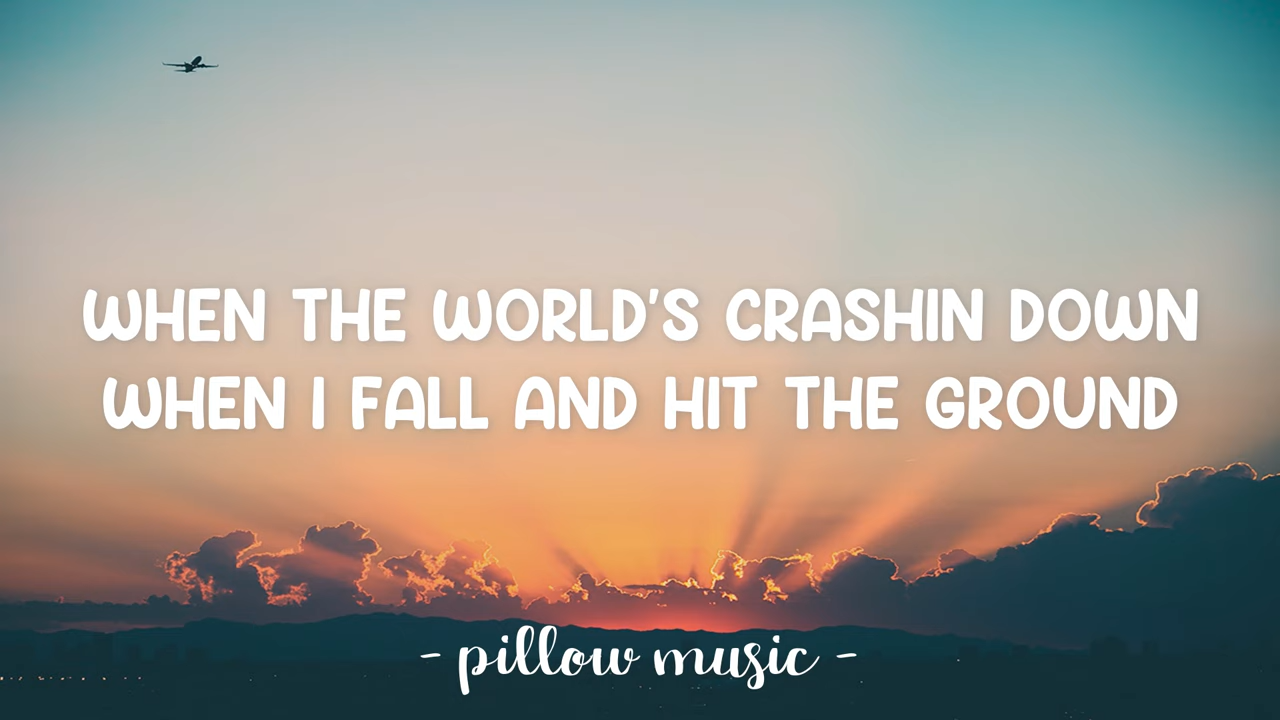 WHEN THE WORLD'S CRASHIN DOWN
WHEN I FALL AND HIT THE GROUND
- pillow music -